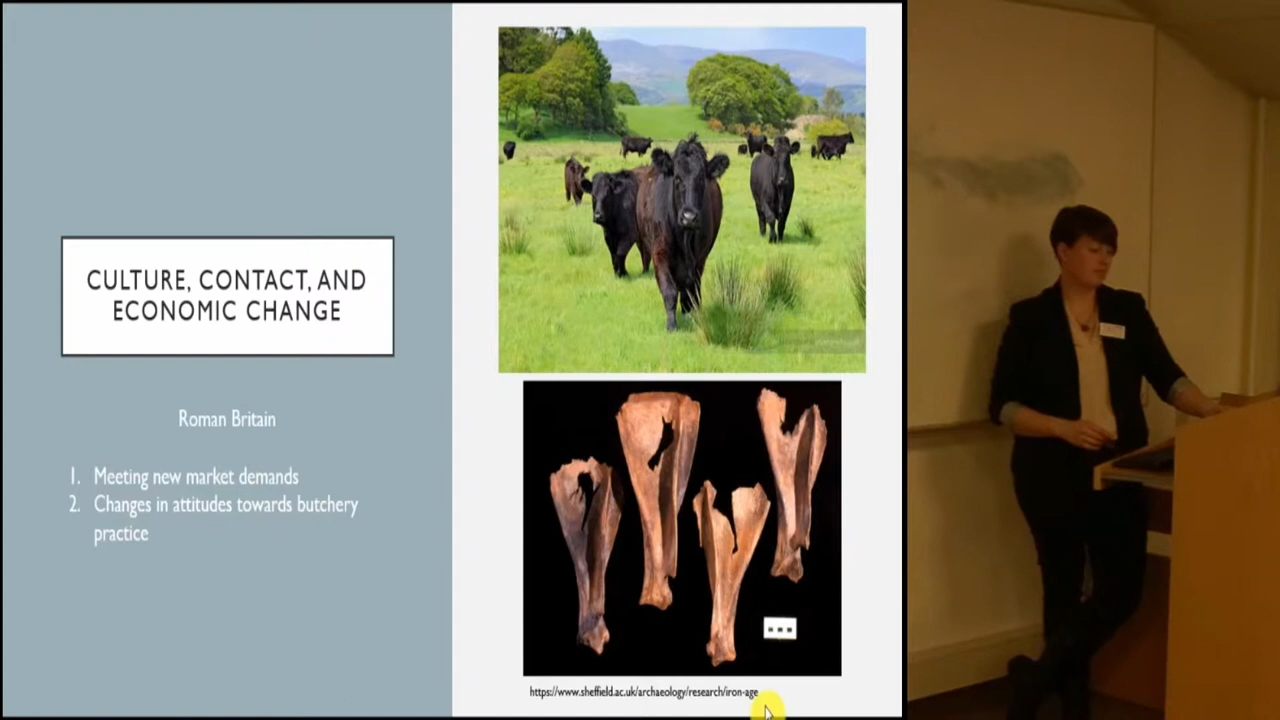 CULTURE, CONTACT, AND
ECONOMIC CHANGE
Roman Britain
1. Meeting new market demands
2. Changes in attitudes towards butchery
practice
https://www.sheffield.ac.uk/archaeology/research/iron-age